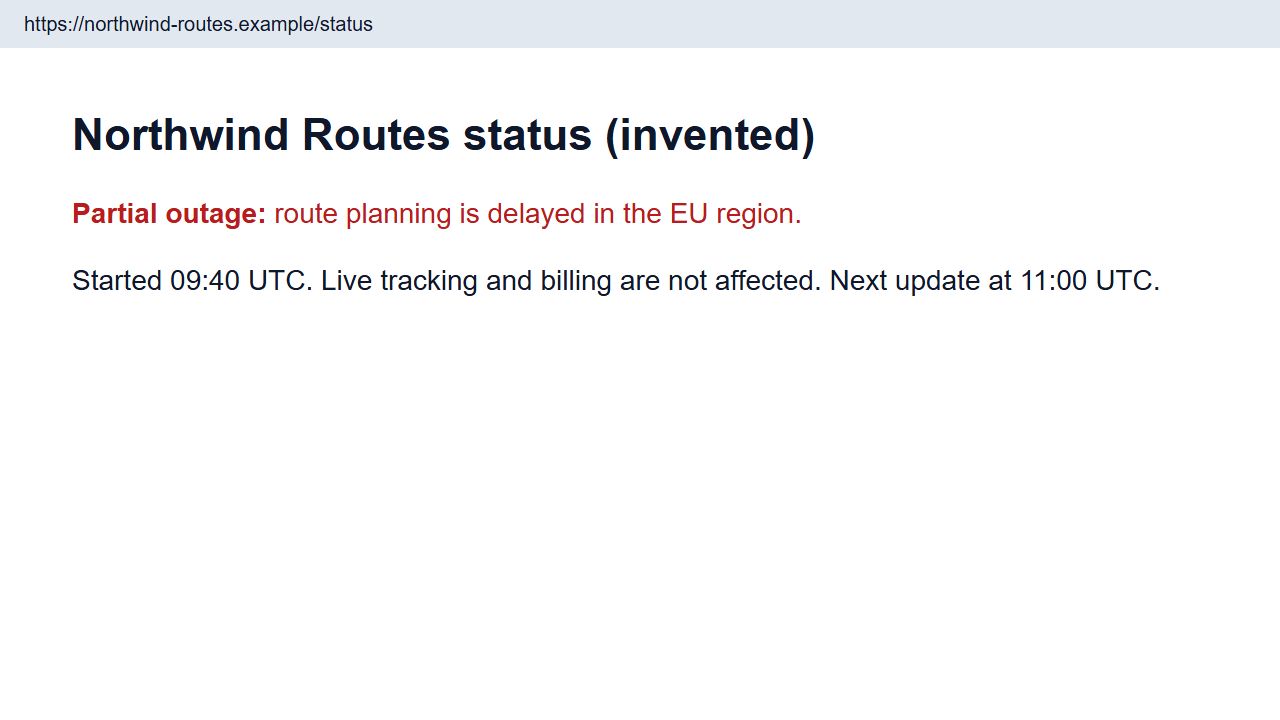 https://northwind-routes.example/status
Northwind Routes status (invented)
Partial outage: route planning is delayed in the EU region.
Started 09:40 UTC. Live tracking and billing are not affected. Next update at 11:00 UTC.